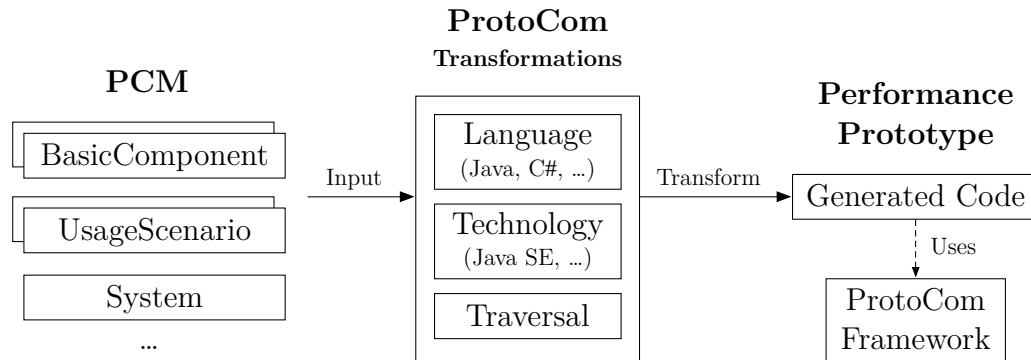 PCM
BasicComponent
UsageScenario
System
...
Input
ProtoCom
Transformations
Language
(Java, C#, ...)
Technology
(Java SE, ...)
Traversal
Transform
Performance
Prototype
Generated Code
Uses
ProtoCom
Framework